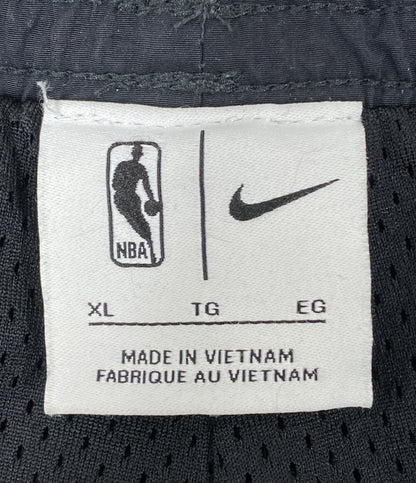 NBA
XL TG EG
MADE IN VIETNAM
FABRIQUE AU VIETNAM